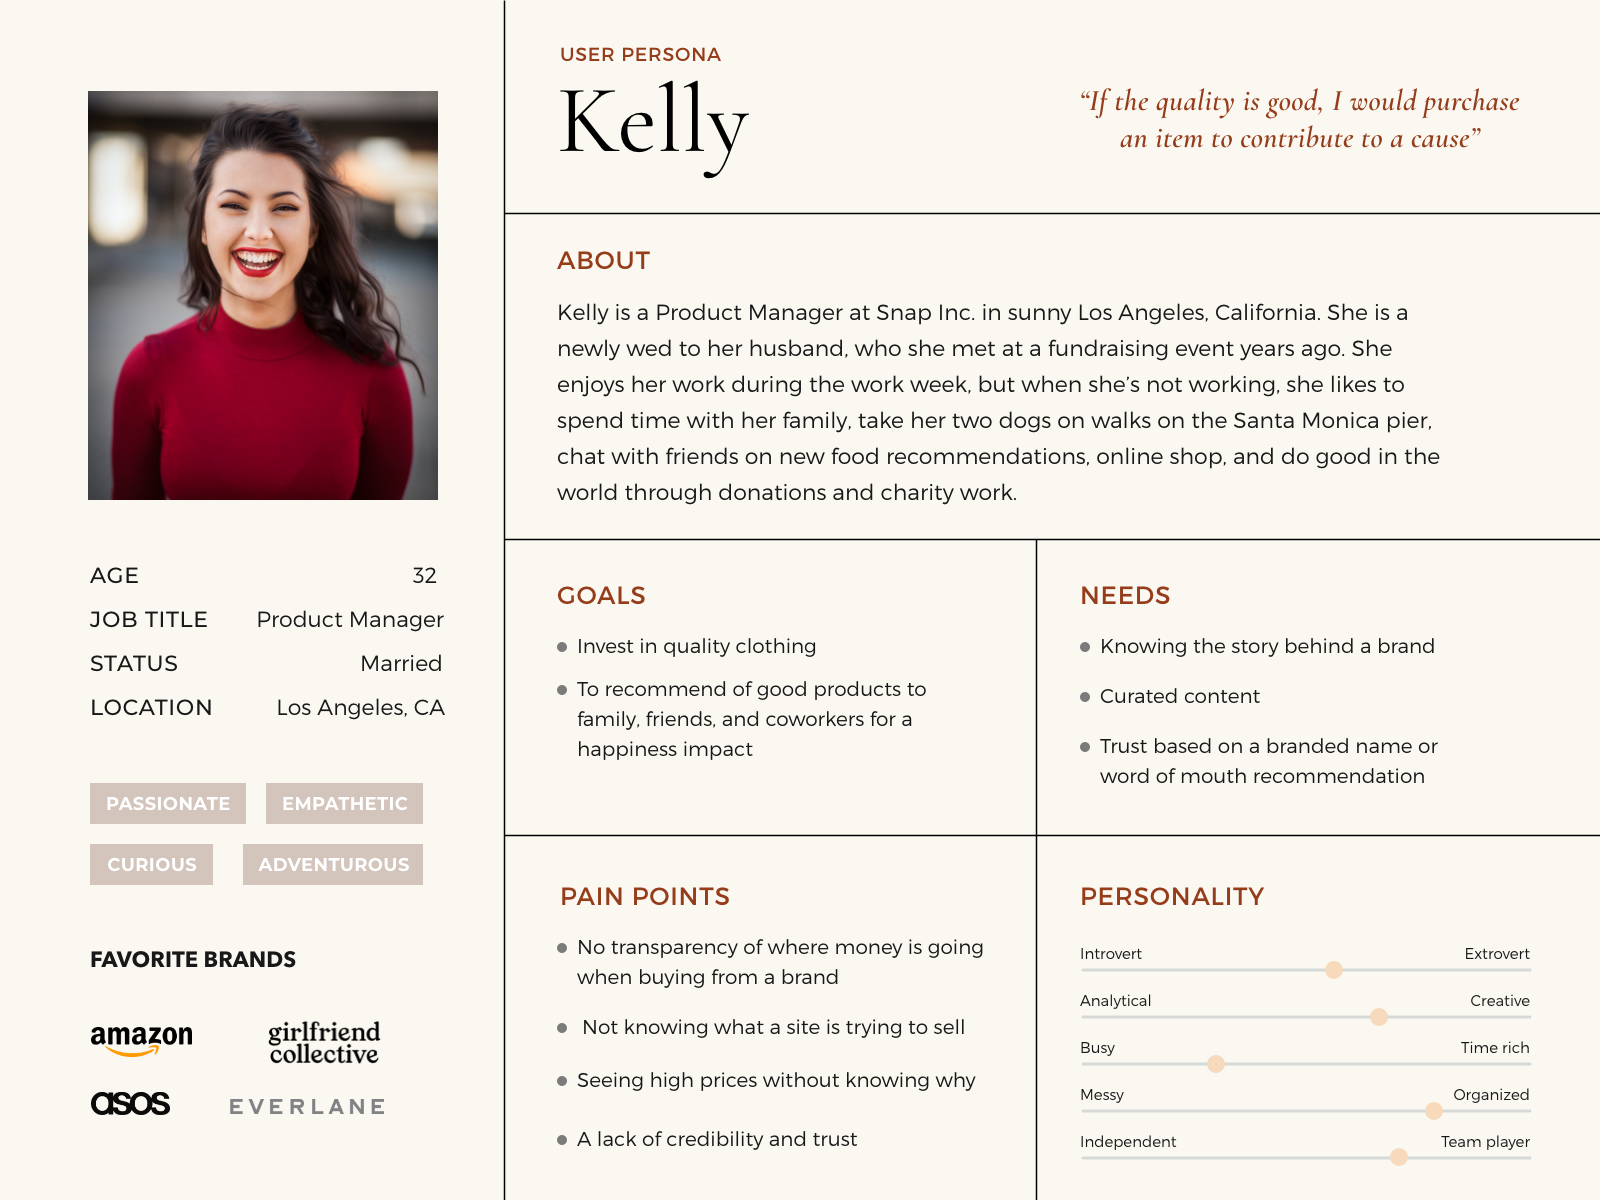 USER PERSONA
Kelly
“If the quality is good, I would purchase
an item to contribute to a cause”
ABOUT
Kelly is a Product Manager at Snap Inc. in sunny Los Angeles, California. She is a
newly wed to her husband, who she met at a fundraising event years ago. She
enjoys her work during the work week, but when she’s not working, she likes to
spend time with her family, take her two dogs on walks on the Santa Monica pier,
chat with friends on new food recommendations, online shop, and do good in the
world through donations and charity work.
AGE 32
JOB TITLE Product Manager
STATUS Married
LOCATION Los Angeles, CA
PASSIONATE EMPATHETIC
CURIOUS ADVENTUROUS
FAVORITE BRANDS
amazon
girlfriend
collective
asos
EVERLANE
GOALS
Invest in quality clothing
To recommend of good products to
family, friends, and coworkers for a
happiness impact
NEEDS
Knowing the story behind a brand
Curated content
Trust based on a branded name or
word of mouth recommendation
PAIN POINTS
No transparency of where money is going
when buying from a brand
Not knowing what a site is trying to sell
Seeing high prices without knowing why
A lack of credibility and trust
PERSONALITY
Introvert Extrovert
Analytical Creative
Busy Time rich
Messy Organized
Independent Team player